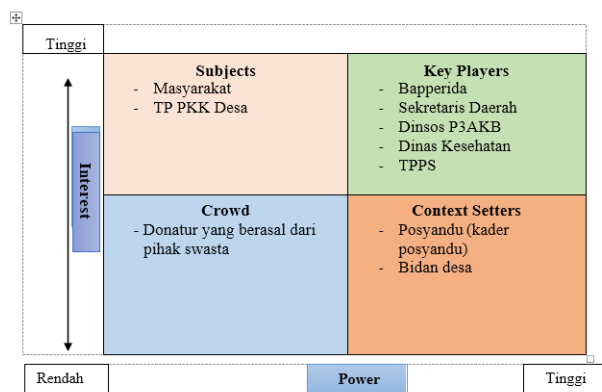 Tinggi
Interest
Subjects
- Masyarakat
- TP PKK Desa
Key Players
- Bapperida
- Sekretaris Daerah
- Dinsos P3AKB
- Dinas Kesehatan
- TPPS
Crowd
- Donatur yang berasal dari
pihak swasta
Context Setters
- Posyandu (kader
posyandu)
- Bidan desa
Rendah
Power
Tinggi